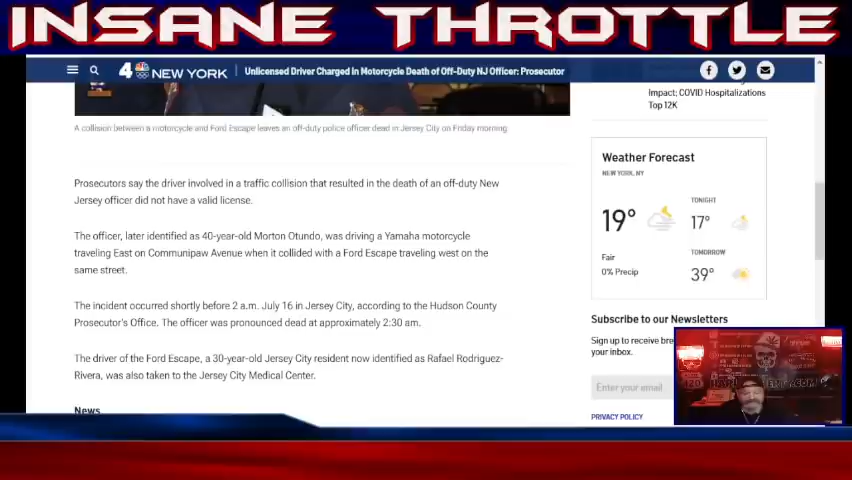 INSANE THROTTLE
4 NEW YORK
Unlicensed Driver Charged in Motorcycle Death of Off-Duty NJ Officer: Prosecutor
Impact; COVID Hospitalizations
Top 12K
A collision between a motorcycle and Ford Escape leaves an off-duty police officer dead in Jersey City on Friday morning
Prosecutors say the driver involved in a traffic collision that resulted in the death of an off-duty New
Jersey officer did not have a valid license.
The officer, later identified as 40-year-old Morton Otundo, was driving a Yamaha motorcycle
traveling East on Communipaw Avenue when it collided with a Ford Escape traveling west on the
same street.
The incident occurred shortly before 2 a.m. July 16 in Jersey City, according to the Hudson County
Prosecutor's Office. The officer was pronounced dead at approximately 2:30 am.
The driver of the Ford Escape, a 30-year-old Jersey City resident now identified as Rafael Rodriguez-
Rivera, was also taken to the Jersey City Medical Center.
News
Weather Forecast
NEW YORK, NY
19°
Fair
0% Precip
TONIGHT
17°
TOMORROW
39°
Subscribe to our Newsletters
Sign up to receive bre
your inbox.
Enter your email
PRIVACY POLICY